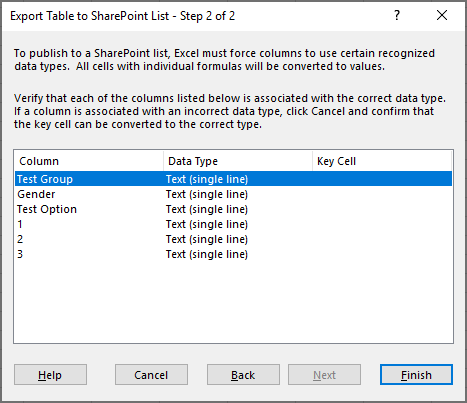 Export Table to SharePoint List - Step 2 of 2
?
To publish to a SharePoint list, Excel must force columns to use certain recognized
data types. All cells with individual formulas will be converted to values.
Verify that each of the columns listed below is associated with the correct data type.
If a column is associated with an incorrect data type, click Cancel and confirm that
the key cell can be converted to the correct type.
Column Data Type Key Cell
Test Group Text (single line)
Gender Text (single line)
Test Option Text (single line)
1 Text (single line)
2 Text (single line)
3 Text (single line)
Help Cancel Back Next Finish